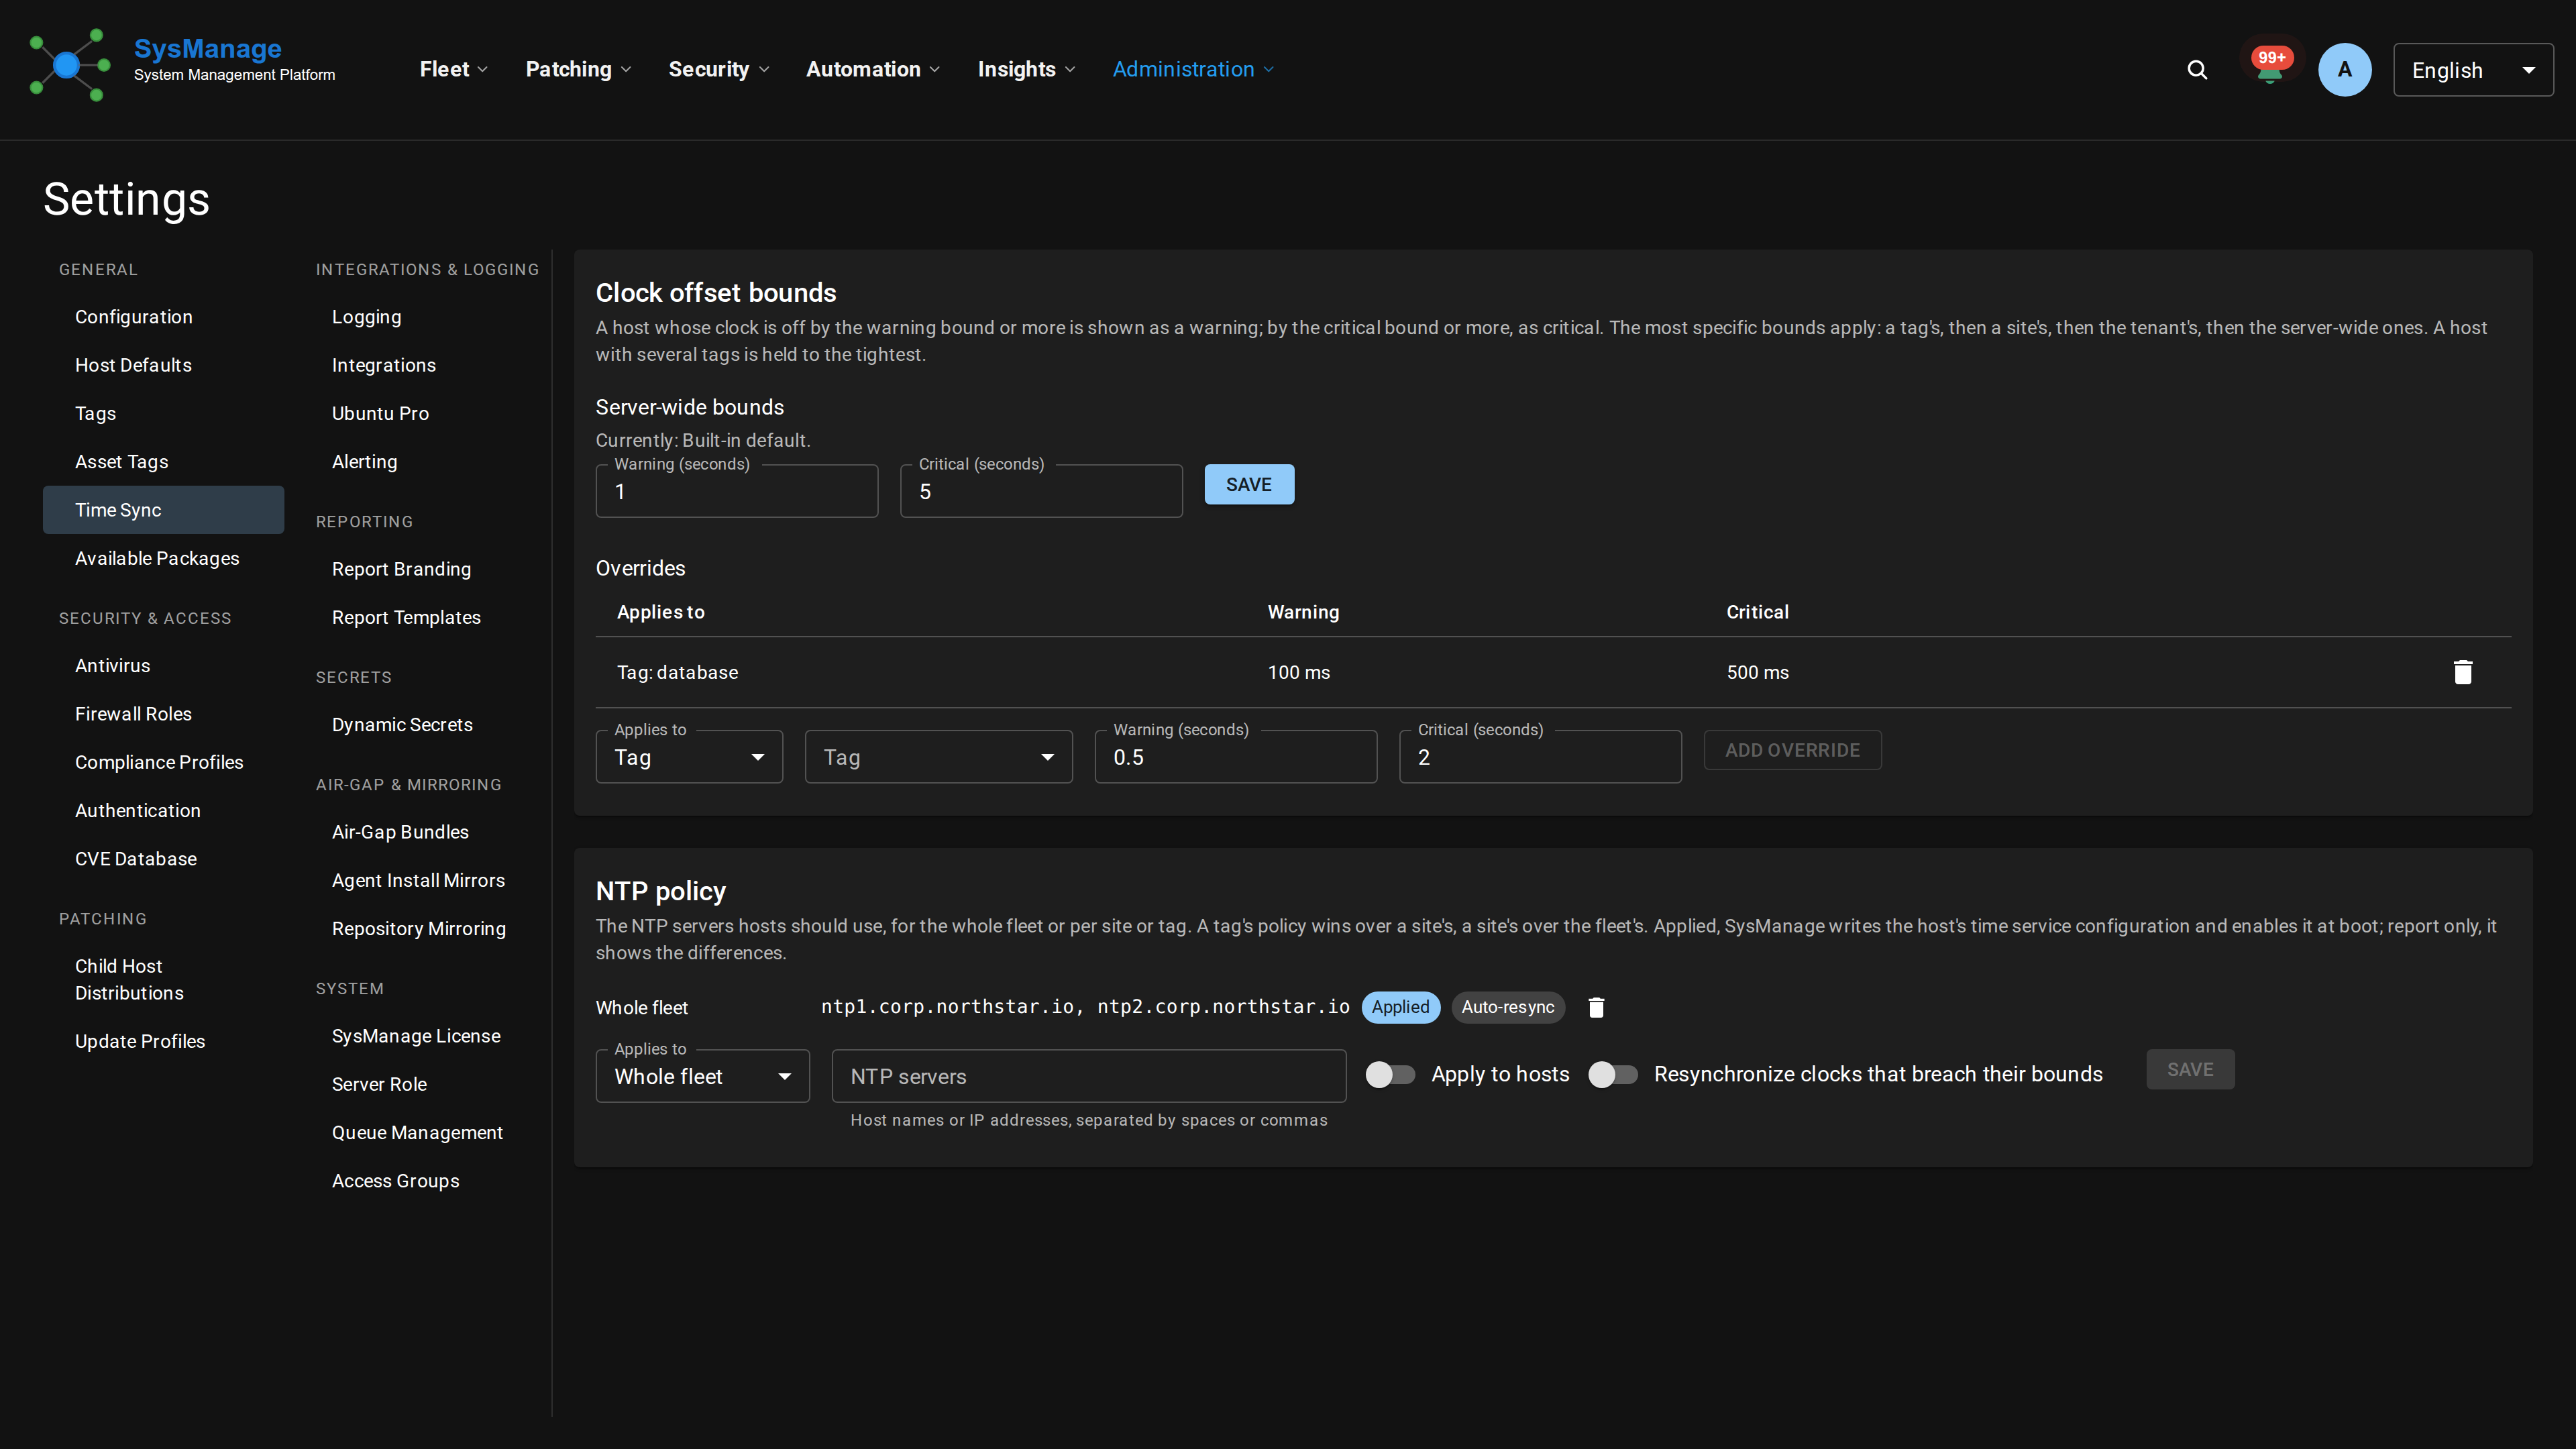 SysManage
System Management Platform
Fleet
Patching
Security
Automation
Insights
Administration
99+
A
English
Settings
GENERAL
Configuration
Host Defaults
Tags
Asset Tags
Time Sync
Available Packages
SECURITY & ACCESS
Antivirus
Firewall Roles
Compliance Profiles
Authentication
CVE Database
PATCHING
Child Host
Distributions
Update Profiles
INTEGRATIONS & LOGGING
Logging
Integrations
Ubuntu Pro
Alerting
REPORTING
Report Branding
Report Templates
SECRETS
Dynamic Secrets
AIR-GAP & MIRRORING
Air-Gap Bundles
Agent Install Mirrors
Repository Mirroring
SYSTEM
SysManage License
Server Role
Queue Management
Access Groups
Clock offset bounds
A host whose clock is off by the warning bound or more is shown as a warning; by the critical bound or more, as critical. The most specific bounds apply: a tag's, then a site's, then the tenant's, then the server-wide ones. A host
with several tags is held to the tightest.
Server-wide bounds
Currently: Built-in default.
Warning (seconds)
1
Critical (seconds)
5
SAVE
Overrides
Applies to Warning Critical
Tag: database 100 ms 500 ms
Applies to
Tag
Tag
Warning (seconds)
0.5
Critical (seconds)
2
ADD OVERRIDE
NTP policy
The NTP servers hosts should use, for the whole fleet or per site or tag. A tag's policy wins over a site's, a site's over the fleet's. Applied, SysManage writes the host's time service configuration and enables it at boot; report only, it
shows the differences.
Whole fleet ntp1.corp.northstar.io, ntp2.corp.northstar.io Applied Auto-resync
Applies to
Whole fleet
NTP servers
Host names or IP addresses, separated by spaces or commas
Apply to hosts
Resynchronize clocks that breach their bounds
SAVE